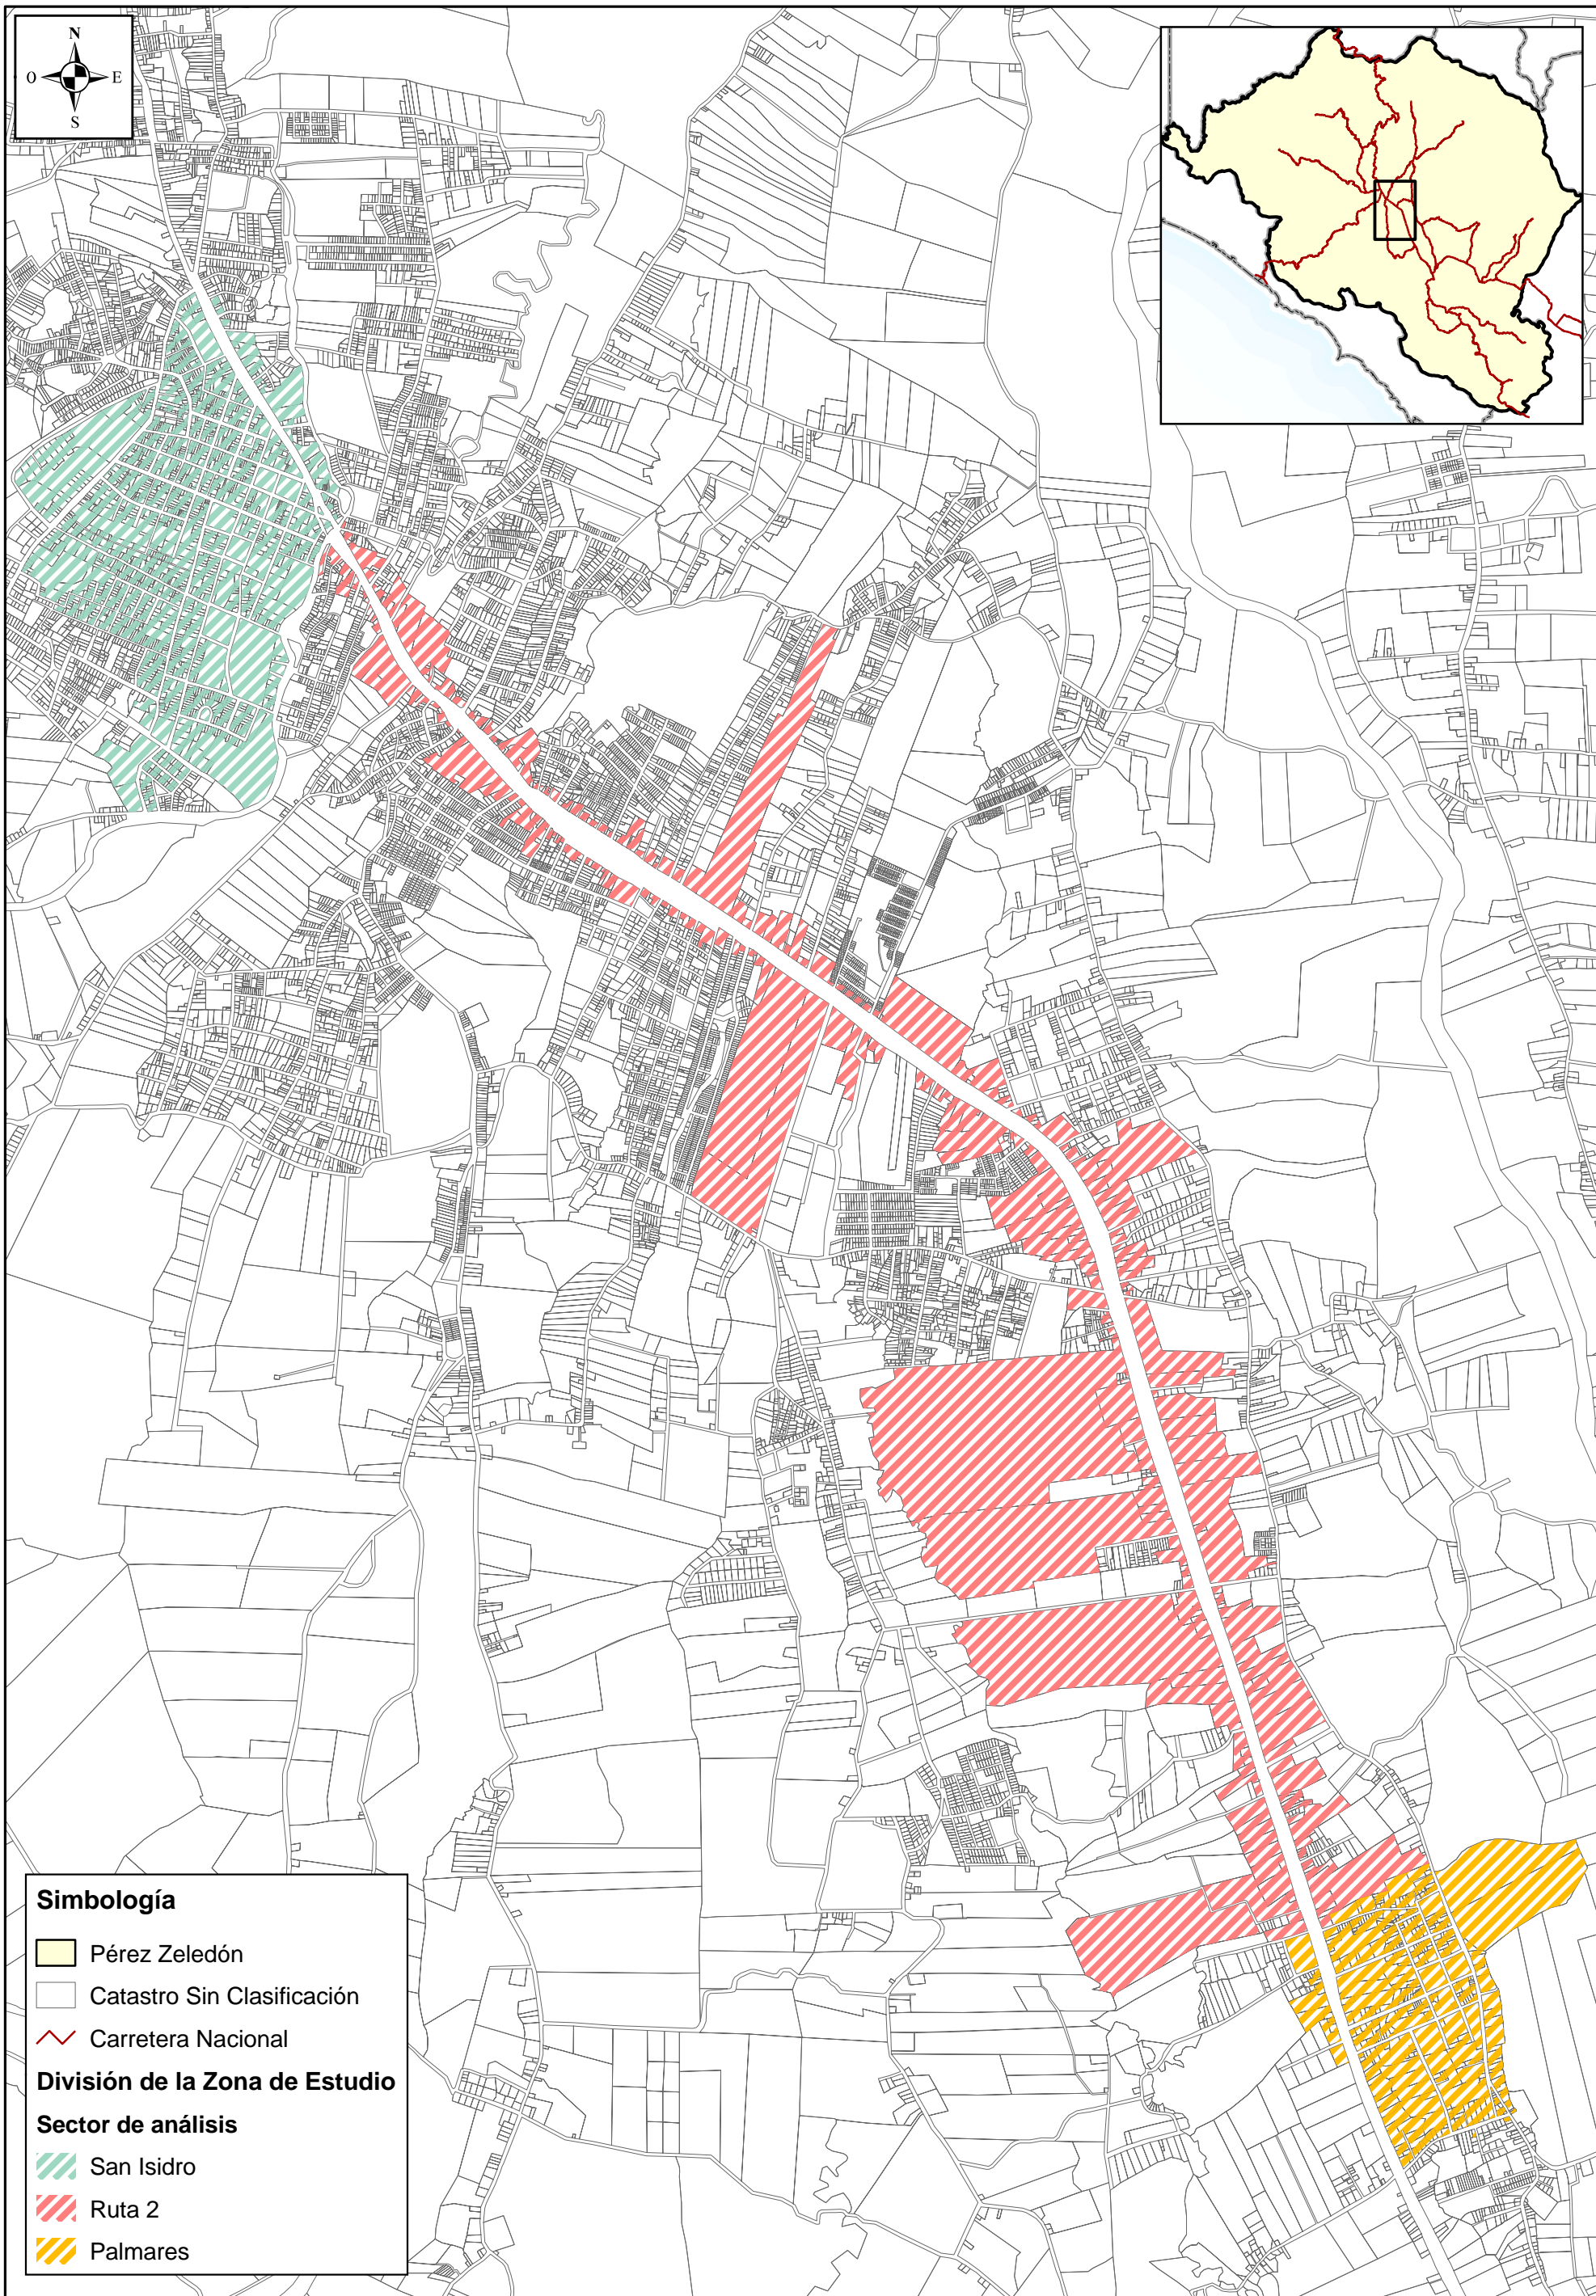 N
O E
S
Simbología
Pérez Zeledón
Catastro Sin Clasificación
Carretera Nacional
División de la Zona de Estudio
Sector de análisis
San Isidro
Ruta 2
Palmares